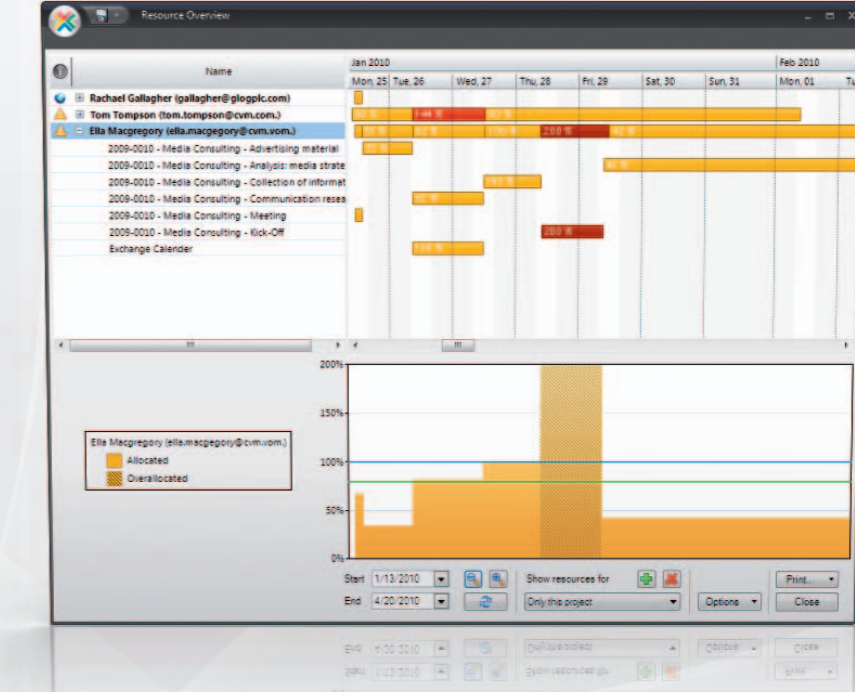 Resource Overview
Name
Jan 2010
Feb 2010
Mon, 25 Tue, 26 Wed, 27 Thu, 28 Fri, 29 Sat, 30 Sun, 31 Mon, 01 Tu
Rachael Gallagher (gallagher@glogplc.com)
Tom Tompson (tom.tompson@cvm.com.)
Ella Macgregory (ella.macgegory@cvm.vom.)
200 %
2009-0010 - Media Consulting - Advertising material
2009-0010 - Media Consulting - Analysis: media strate
2009-0010 - Media Consulting - Collection of informat
2009-0010 - Media Consulting - Communication resea
2009-0010 - Media Consulting - Meeting
2009-0010 - Media Consulting - Kick-Off
200 %
Exchange Calender
200%
150%
100%
50%
0%
Ella Macgregory (ella.macgegory@cvm.vom.)
Allocated
Overallocated
Start 1/13/2010 Show resources for Print...
End 4/20/2010 Only this project Options Close